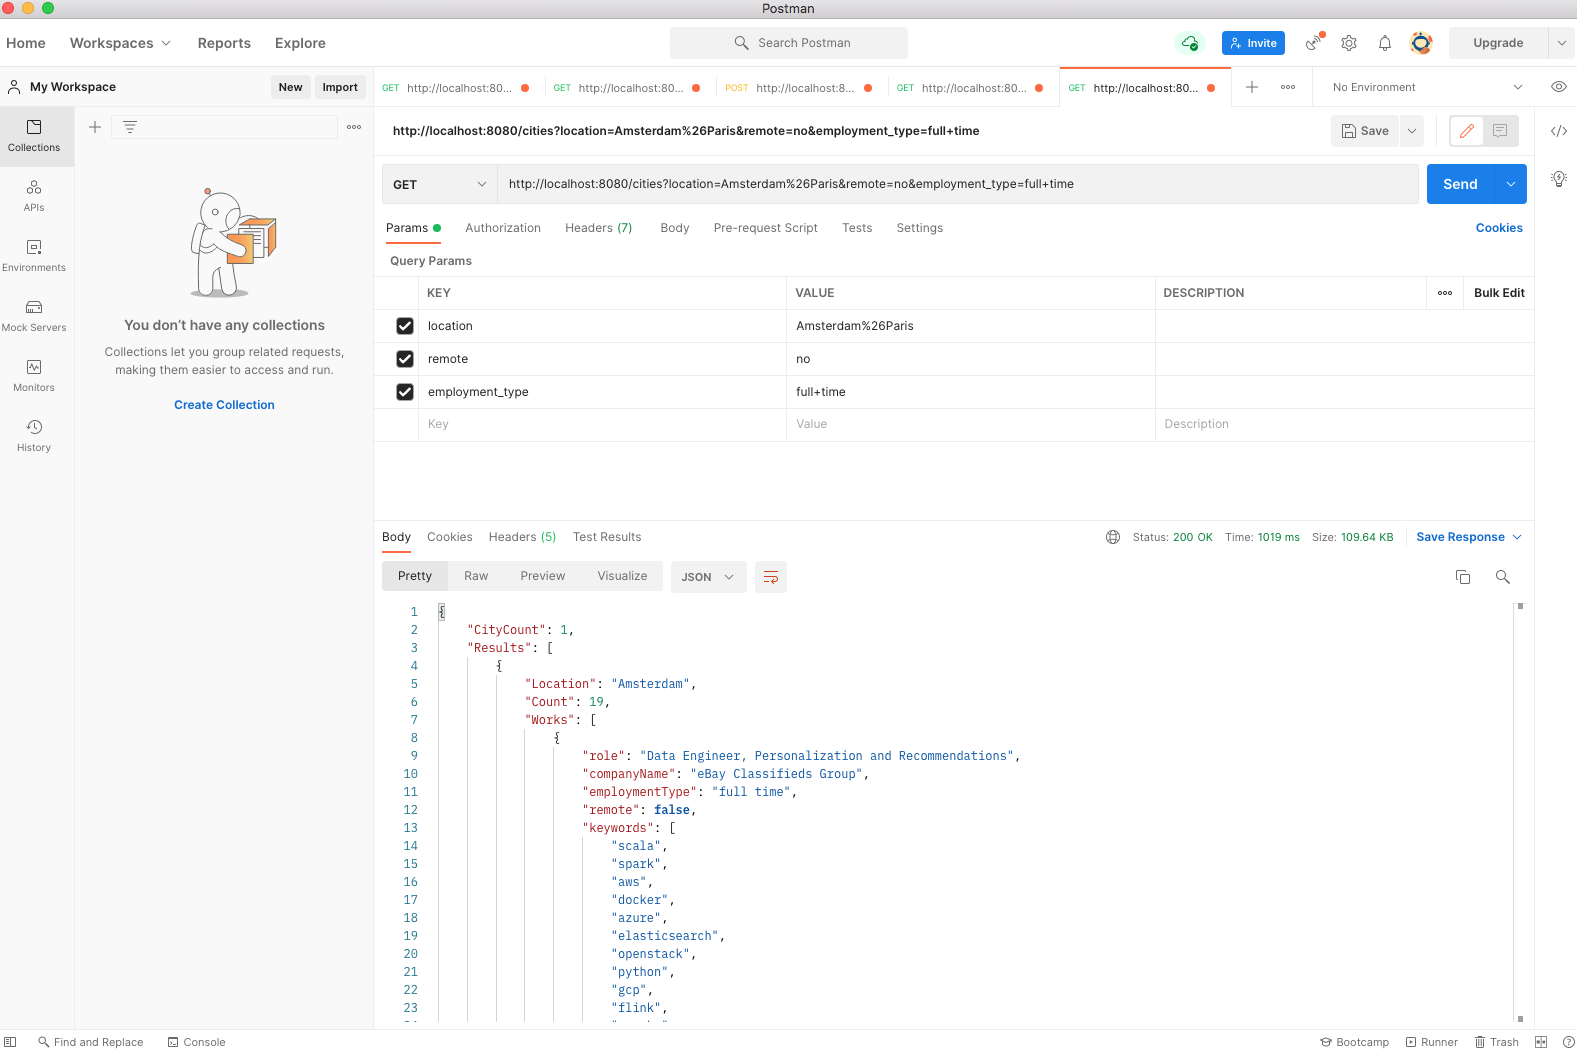 Postman
Home Workspaces Reports Explore Search Postman Invite Upgrade
My Workspace New Import GET http://localhost:80... GET http://localhost:80... POST http://localhost:8... GET http://localhost:80... GET http://localhost:80... No Environment
Collections
APIs
Environments
Mock Servers
Monitors
History
You don't have any collections
Collections let you group related requests,
making them easier to access and run.
Create Collection
http://localhost:8080/cities?location=Amsterdam%26Paris&remote=no&employment_type=full+time Save
GET http://localhost:8080/cities?location=Amsterdam%26Paris&remote=no&employment_type=full+time Send
Params Authorization Headers (7) Body Pre-request Script Tests Settings Cookies
Query Params
KEY VALUE DESCRIPTION Bulk Edit
location Amsterdam%26Paris
remote no
employment_type full+time
Key Value Description
Body Cookies Headers (5) Test Results Status: 200 OK Time: 1019 ms Size: 109.64 KB Save Response
Pretty Raw Preview Visualize JSON
1 {
2 "CityCount": 1,
3 "Results": [
4 {
5 "Location": "Amsterdam",
6 "Count": 19,
7 "Works": [
8 {
9 "role": "Data Engineer, Personalization and Recommendations",
10 "companyName": "eBay Classifieds Group",
11 "employmentType": "full time",
12 "remote": false,
13 "keywords": [
14 "scala",
15 "spark",
16 "aws",
17 "docker",
18 "azure",
19 "elasticsearch",
20 "openstack",
21 "python",
22 "gcp",
23 "flink",
Find and Replace Console Bootcamp Runner Trash